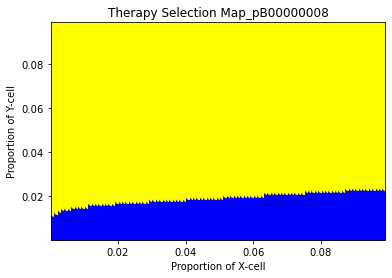 Therapy Selection Map_pB00000008
Proportion of Y-cell
0.08
0.06
0.04
0.02
0.02
0.04
0.06
0.08
Proportion of X-cell